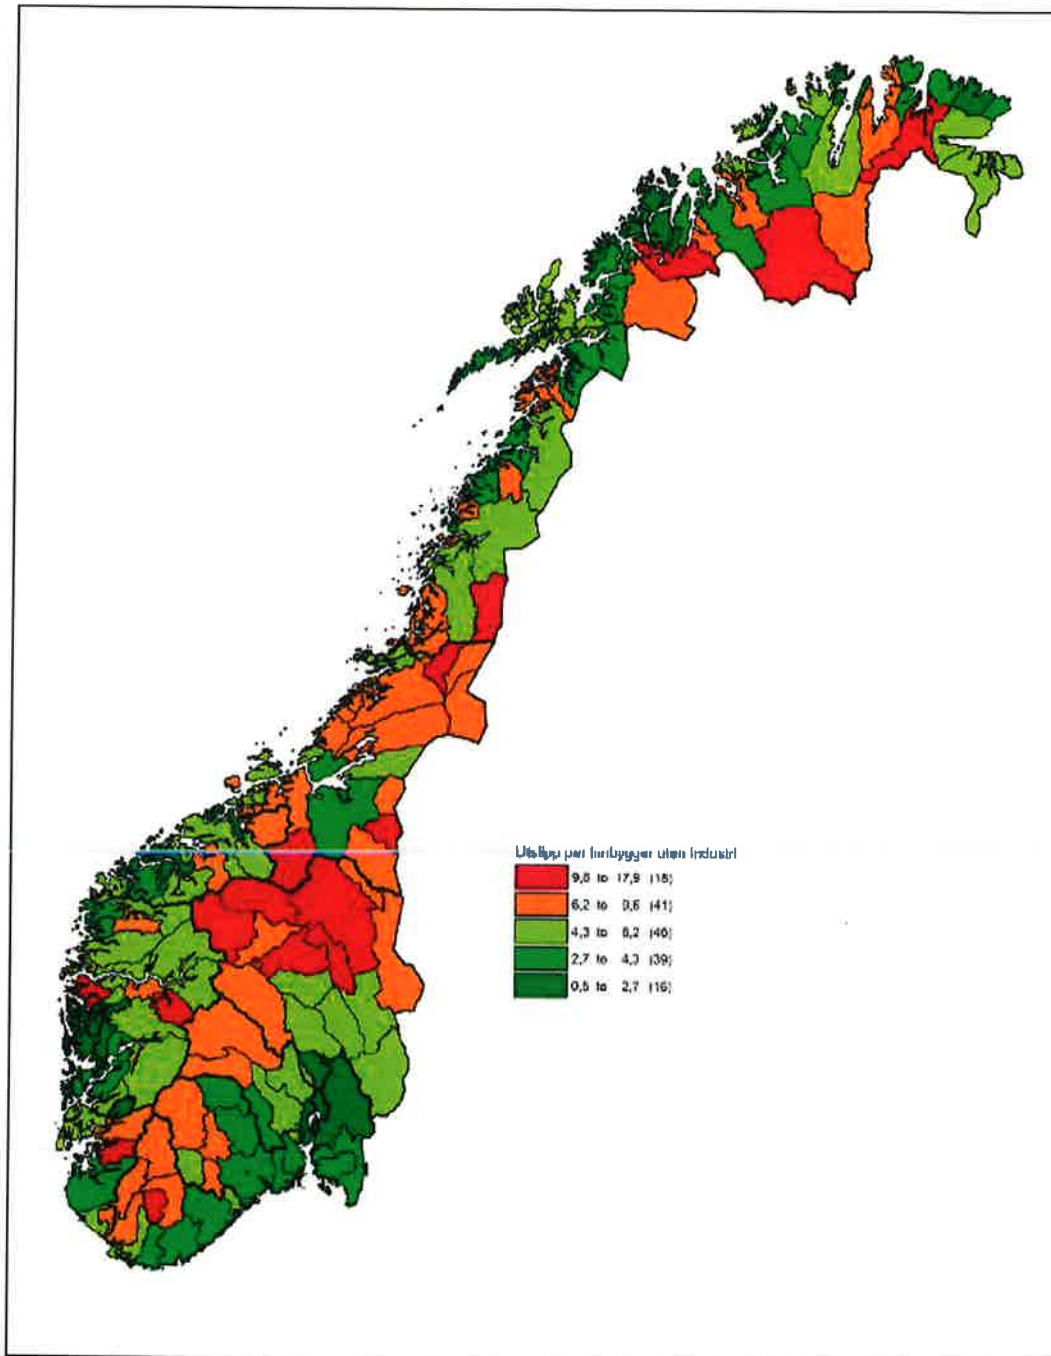 Utslipp per innbygger uten industri
9,6 to 17,9 (18)
6,2 to 9,6 (41)
4,3 to 6,2 (46)
2,7 to 4,3 (39)
0,5 to 2,7 (16)